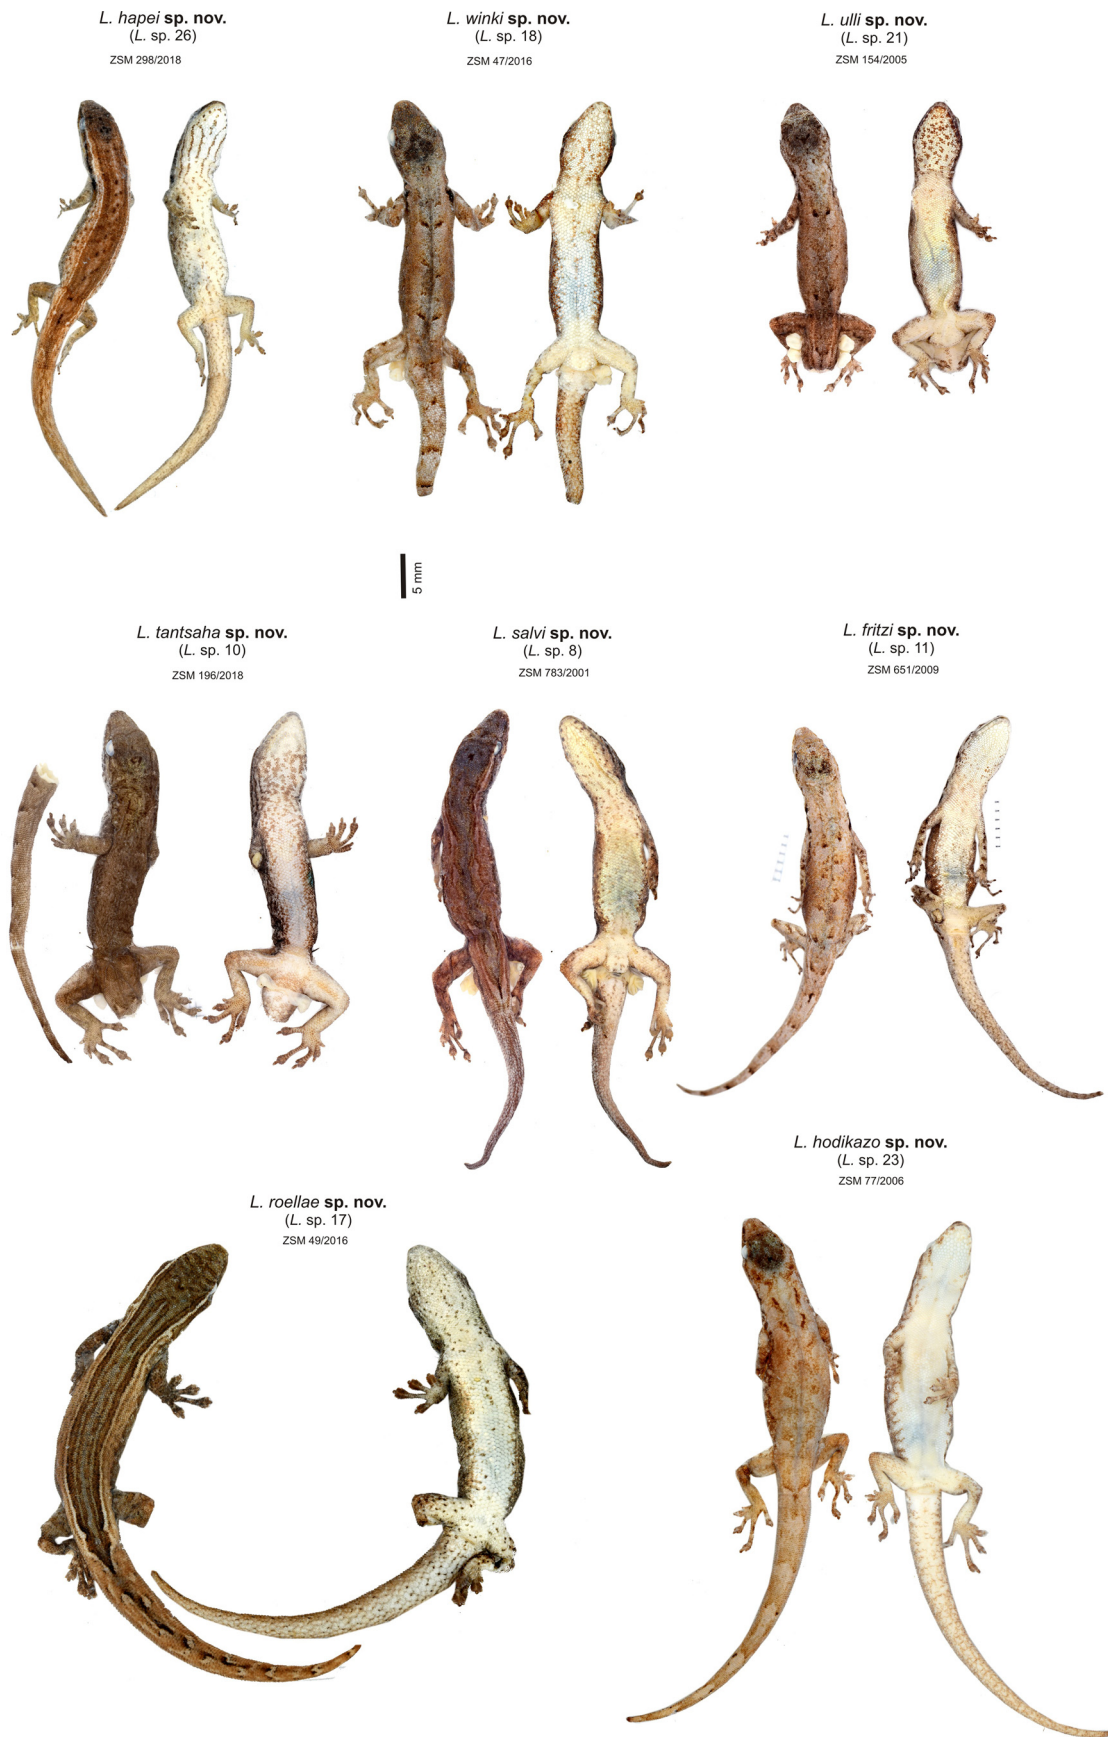 L. hapei sp. nov.
(L. sp. 26)
ZSM 298/2018
L. winki sp. nov.
(L. sp. 18)
ZSM 47/2016
L. ulli sp. nov.
(L. sp. 21)
ZSM 154/2005
5 mm
L. tantsaha sp. nov.
(L. sp. 10)
ZSM 196/2018
L. salvi sp. nov.
(L. sp. 8)
ZSM 783/2001
L. fritzi sp. nov.
(L. sp. 11)
ZSM 651/2009
L. hodikazo sp. nov.
(L. sp. 23)
ZSM 77/2006
L. roellae sp. nov.
(L. sp. 17)
ZSM 49/2016